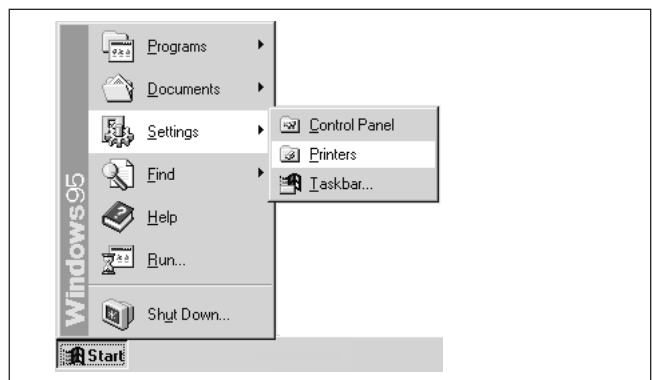 Programs
Documents
Settings
Find
Help
Run...
Shut Down...
Control Panel
Printers
Taskbar...
Windows95
Start